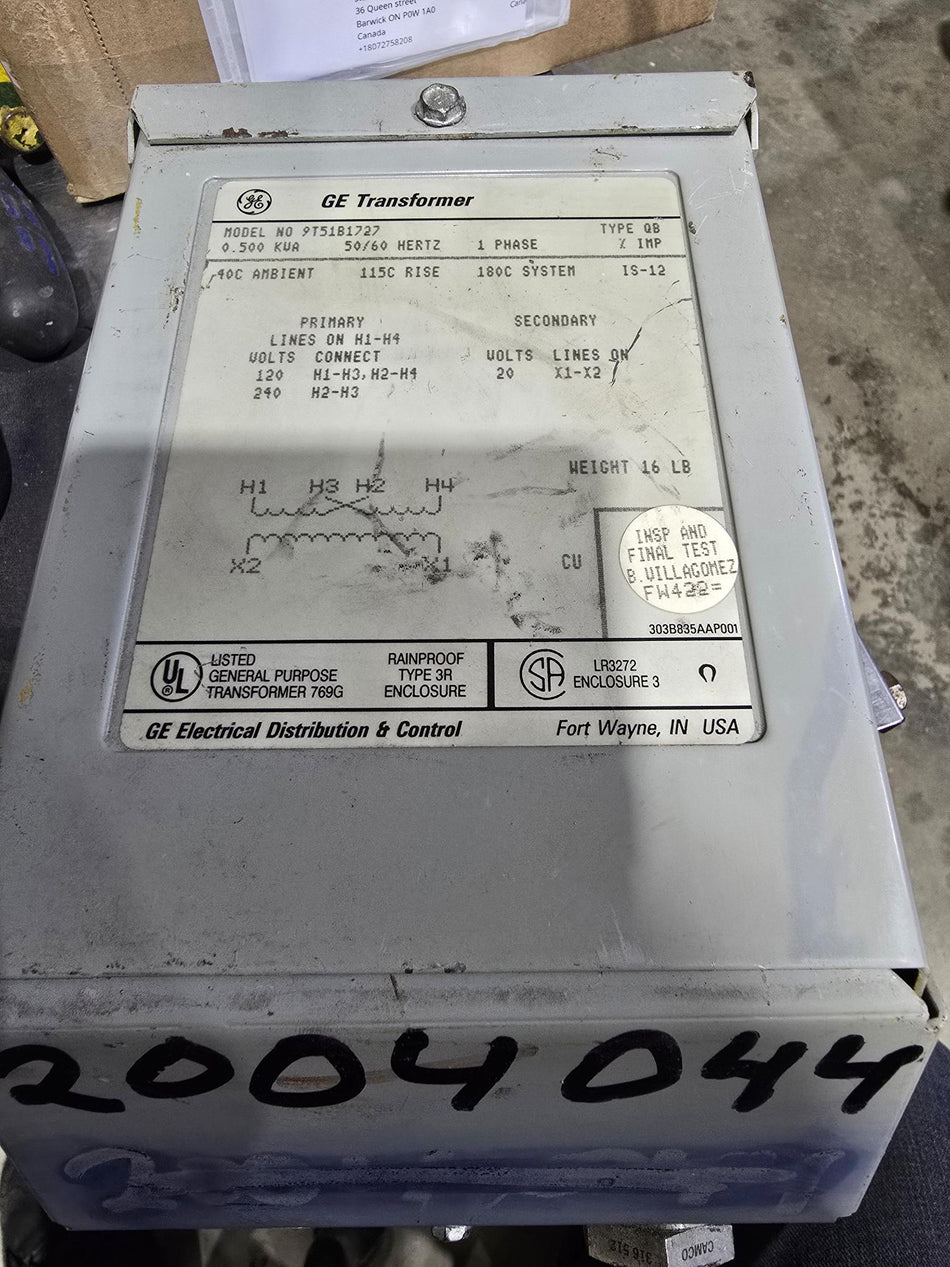 36 Queen street
Barwick ON P0W 1A0
Canada
+18072758208
GE GE Transformer
MODEL NO 9T51B1727 TYPE QB
0.500 KVA 50/60 HERTZ 1 PHASE % IMP
40C AMBIENT 115C RISE 180C SYSTEM IS-12
PRIMARY SECONDARY
LINES ON H1-H4
VOLTS CONNECT VOLTS LINES ON
120 H1-H3,H2-H4 20 X1-X2
240 H2-H3
WEIGHT 16 LB
H1 H3 H2 H4
X2 X1
CU
INSP AND
FINAL TEST
B.VILLAGOMEZ
303B835AAP001
UL ®
LISTED
GENERAL PURPOSE
TRANSFORMER 769G
RAINPROOF
TYPE 3R
ENCLOSURE
SA
LR3272
ENCLOSURE 3
GE Electrical Distribution & Control Fort Wayne, IN USA
2004044
316 512
CAMCO